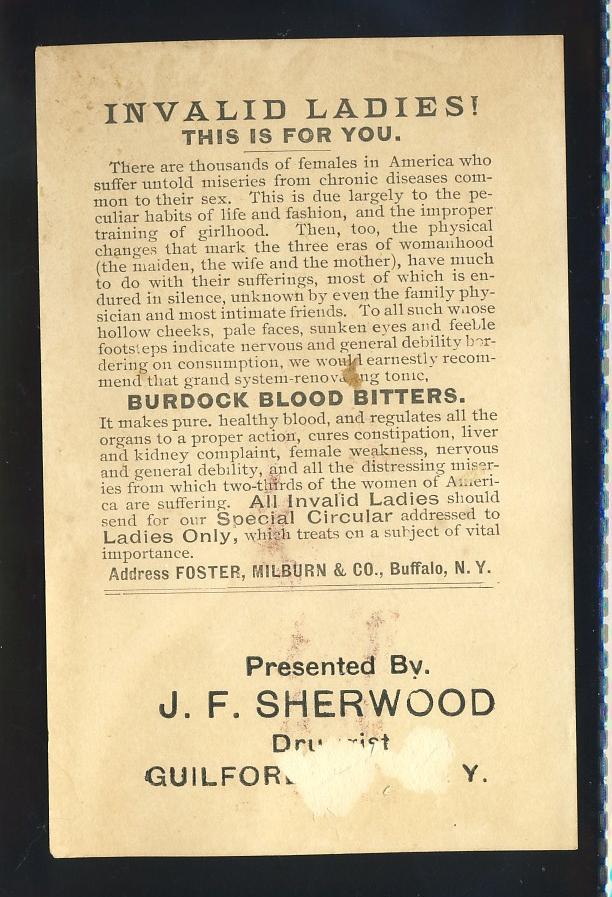 INVALID LADIES!
THIS IS FOR YOU.
There are thousands of females in America who
suffer untold miseries from chronic diseases com-
mon to their sex. This is due largely to the pe-
culiar habits of life and fashion, and the improper
training of girlhood. Then, too, the physical
changes that mark the three eras of womanhood
(the maiden, the wife and the mother), have much
to do with their sufferings, most of which is en-
dured in silence, unknown by even the family phy-
sician and most intimate friends. To all such whose
hollow cheeks, pale faces, sunken eyes and feeble
footsteps indicate nervous and general debility bor-
dering on consumption, we would earnestly recom-
mend that grand system-renovating tonic,
BURDOCK BLOOD BITTERS.
It makes pure. healthy blood, and regulates all the
organs to a proper action, cures constipation, liver
and kidney complaint, female weakness, nervous
and general debility, and all the distressing miser-
ies from which two-thirds of the women of Ameri-
ca are suffering. All Invalid Ladies should
send for our Special Circular addressed to
Ladies Only, which treats on a subject of vital
importance.
Address FOSTER, MILBURN & CO., Buffalo, N. Y.
Presented By.
J. F. SHERWOOD
Druggist
Y.